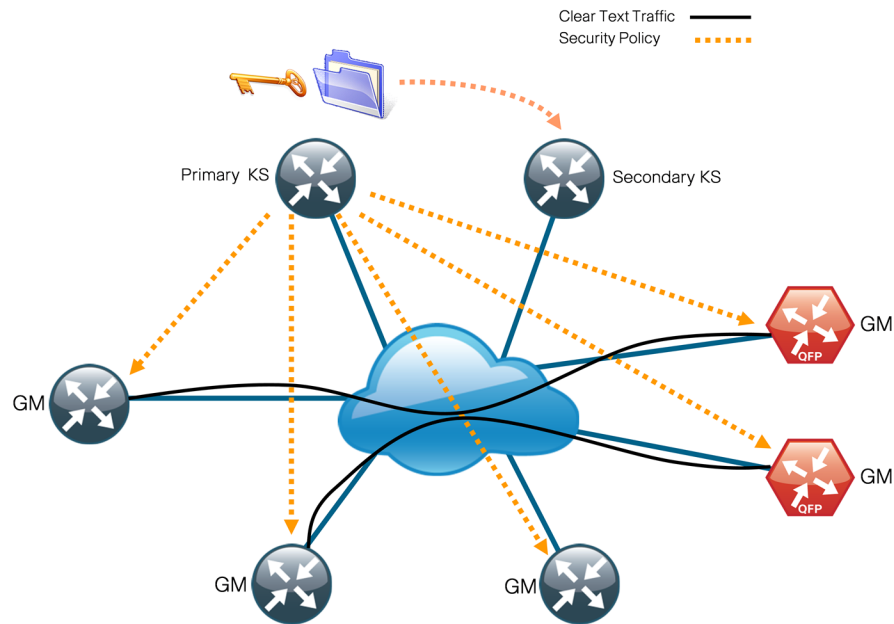 Clear Text Traffic
Security Policy
Primary KS
Secondary KS
GM
QFP
GM
GM
QFP
GM
GM
GM